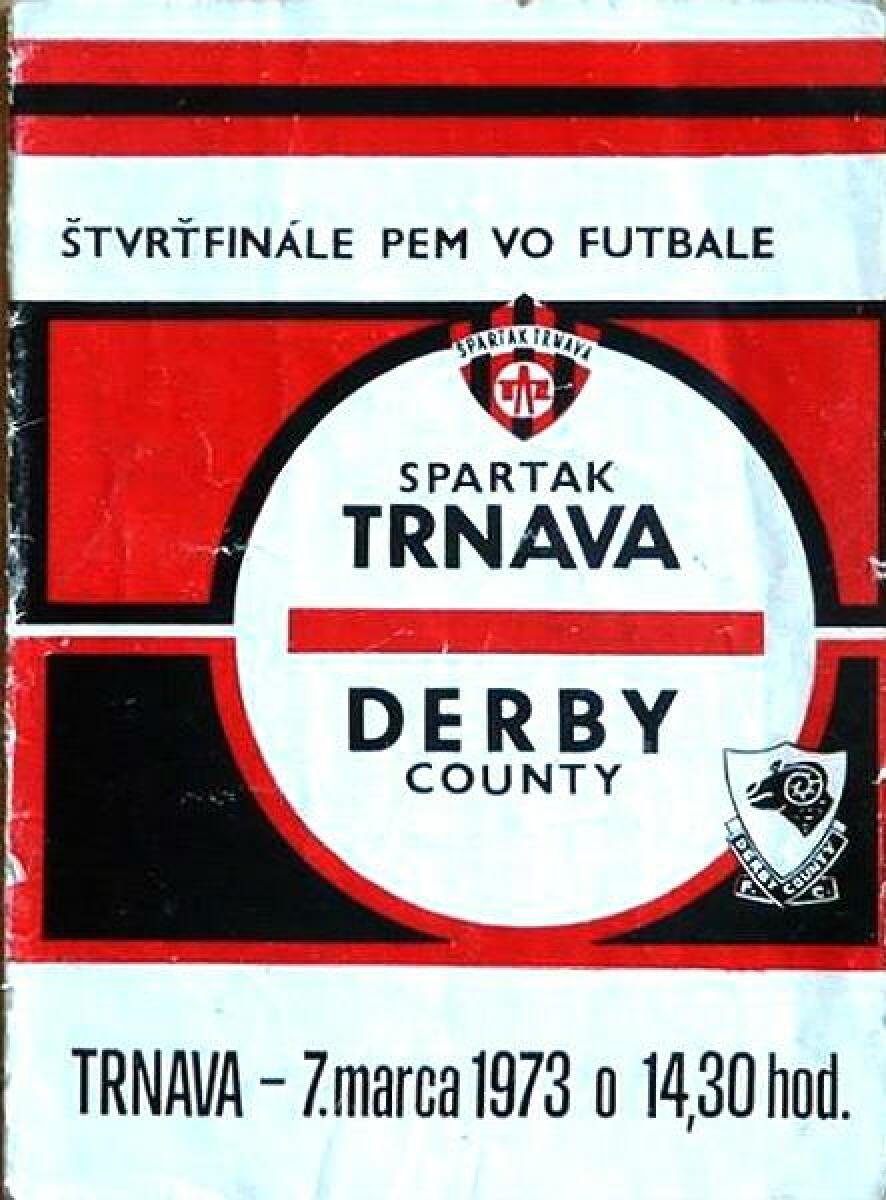 ŠTVRŤFINÁLE PEM VO FUTBALE
SPARTAK TRNAVA
TAZ
SPARTAK
TRNAVA
DERBY
COUNTY
DERBY COUNTY
F. C.
TRNAVA – 7. marca 1973 o 14,30 hod.